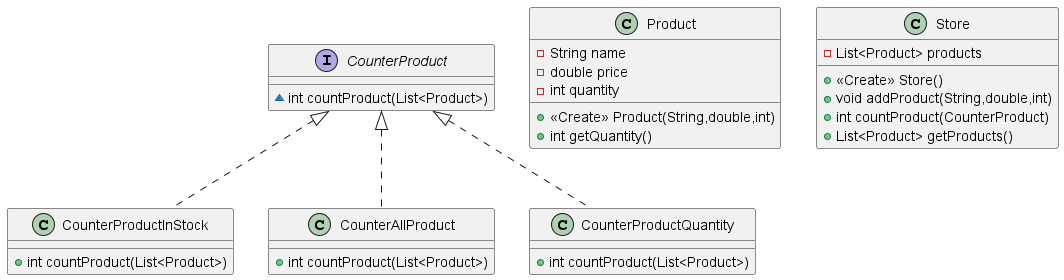 I CounterProduct
int countProduct(List<Product>)
C Product
String name
double price
int quantity
«Create» Product(String,double,int)
int getQuantity()
C Store
List<Product> products
«Create» Store()
void addProduct(String,double,int)
int countProduct(CounterProduct)
List<Product> getProducts()
C CounterProductInStock
int countProduct(List<Product>)
C CounterAllProduct
int countProduct(List<Product>)
C CounterProductQuantity
int countProduct(List<Product>)